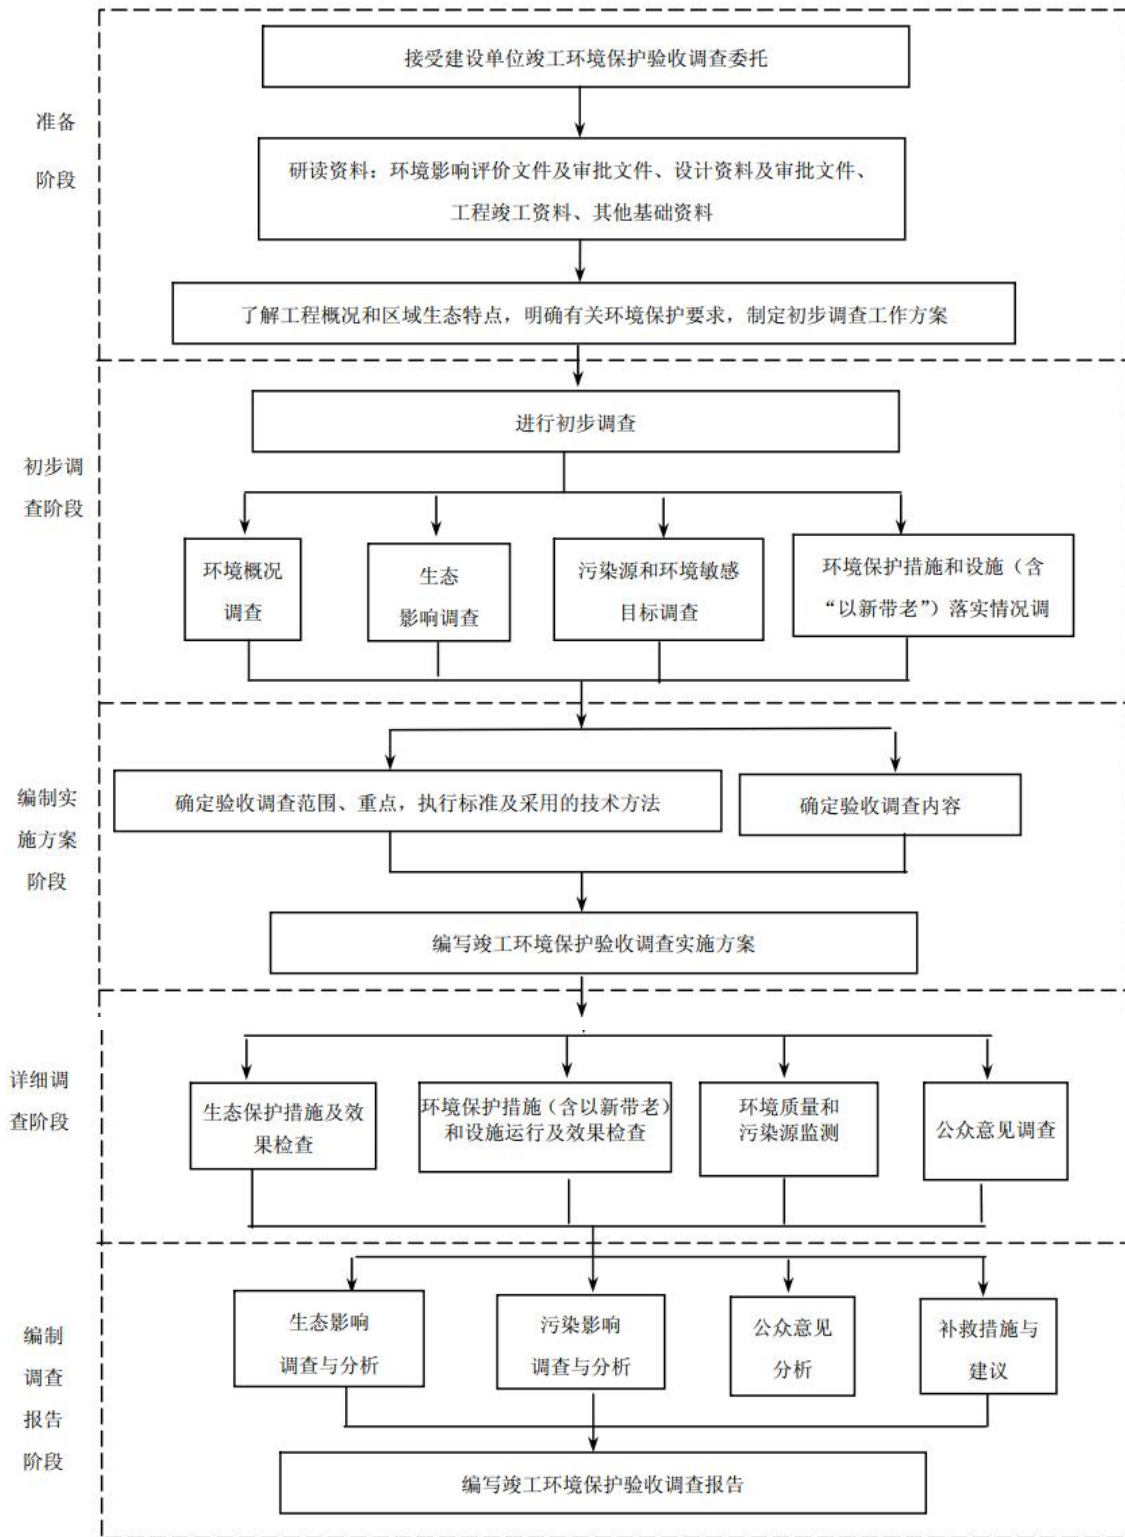 接受建设单位竣工环境保护验收调查委托
准备
阶段
研读资料：环境影响评价文件及审批文件、设计资料及审批文件、
工程竣工资料、其他基础资料
了解工程概况和区域生态特点，明确有关环境保护要求，制定初步调查工作方案
进行初步调查
初步调
查阶段
环境概况
调查
生态
影响调查
污染源和环境敏感
目标调查
环境保护措施和设施（含
“以新带老”）落实情况调
编制实
施方案
阶段
确定验收调查范围、重点，执行标准及采用的技术方法
确定验收调查内容
编写竣工环境保护验收调查实施方案
详细调
查阶段
生态保护措施及效
果检查
环境保护措施（含以新带老）
和设施运行及效果检查
环境质量和
污染源监测
公众意见调查
编制
调查
报告
阶段
生态影响
调查与分析
污染影响
调查与分析
公众意见
分析
补救措施与
建议
编写竣工环境保护验收调查报告